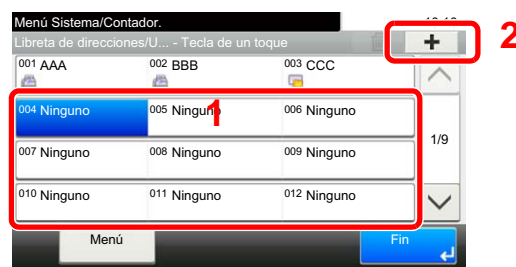 Menú Sistema/Contador.
Libreta de direcciones/U... - Tecla de un toque
+
2
001 AAA 002 BBB 003 CCC
004 Ninguno 005 Ninguno 006 Ninguno
1
1/9
007 Ninguno 008 Ninguno 009 Ninguno
010 Ninguno 011 Ninguno 012 Ninguno
Menú Fin